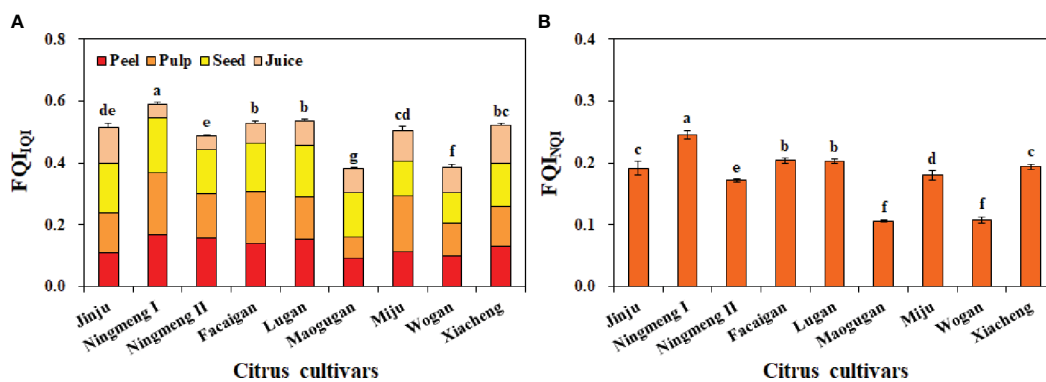 A
FQI_IQI
0.8
0.6
0.4
0.2
0.0
Peel Pulp Seed Juice
de
a
e
b
b
g
cd
f
bc
Jinju
Ningmeng I
Ningmeng II
Facaigan
Lugan
Maogugan
Miju
Wogan
Xiacheng
Citrus cultivars
B
FQI_NQI
0.4
0.3
0.2
0.1
0.0
c
a
e
b
b
f
d
f
c
Jinju
Ningmeng I
Ningmeng II
Facaigan
Lugan
Maogugan
Miju
Wogan
Xiacheng
Citrus cultivars